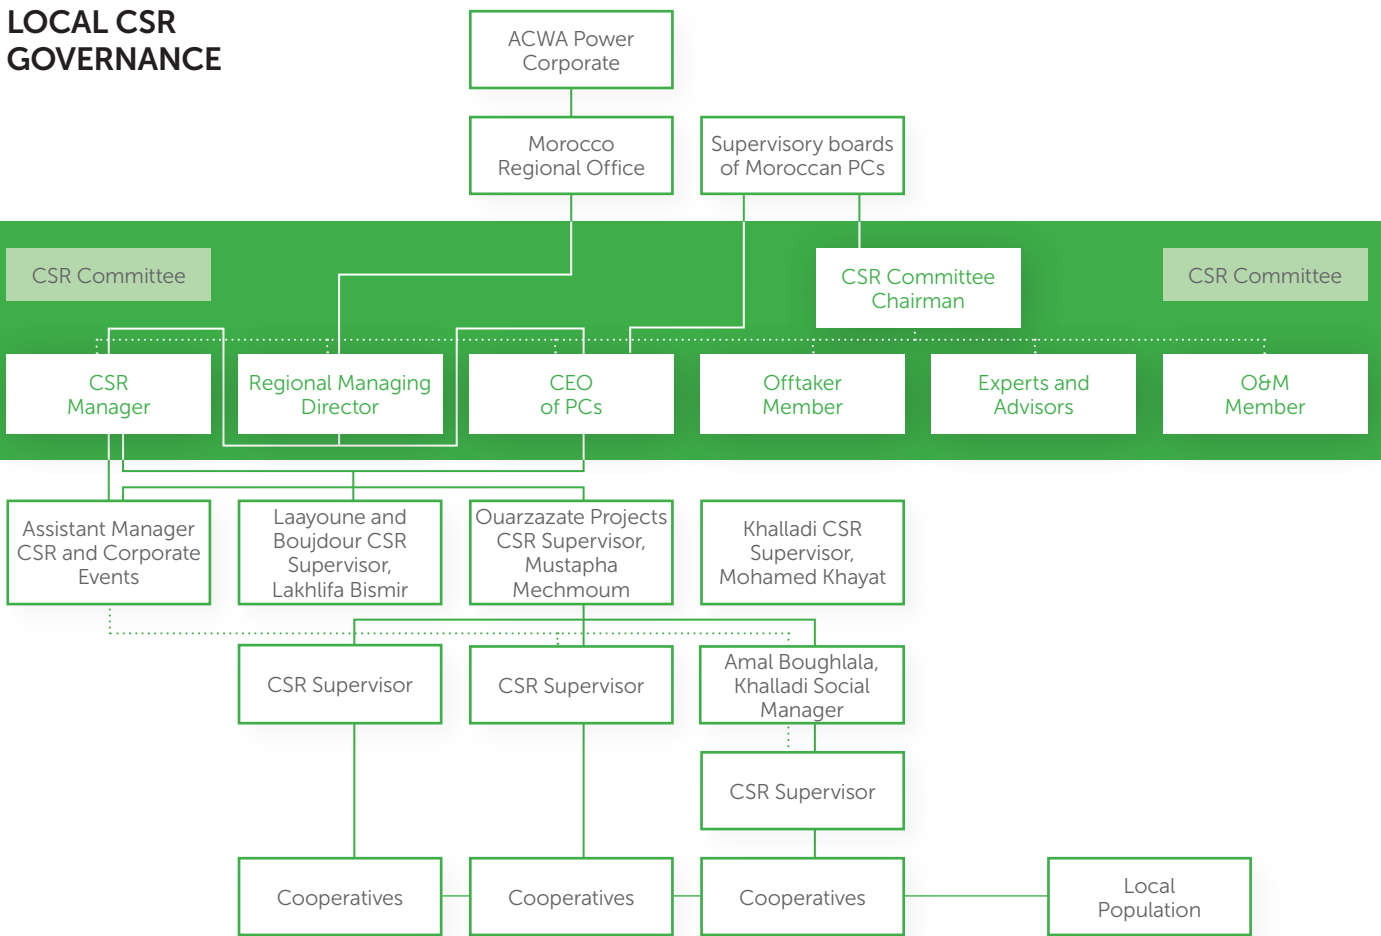 LOCAL CSR
GOVERNANCE
ACWA Power
Corporate
Morocco
Regional Office
Supervisory boards
of Moroccan PCs
CSR Committee
CSR Committee
Chairman
CSR Committee
CSR
Manager
Regional Managing
Director
CEO
of PCs
Offtaker
Member
Experts and
Advisors
O&M
Member
Assistant Manager
CSR and Corporate
Events
Laayoune and
Boujdour CSR
Supervisor,
Lakhlifa Bismir
Ouarzazate Projects
CSR Supervisor,
Mustapha
Mechmoum
Khalladi CSR
Supervisor,
Mohamed Khayat
CSR Supervisor
CSR Supervisor
Amal Boughlala,
Khalladi Social
Manager
CSR Supervisor
Cooperatives
Cooperatives
Cooperatives
Local
Population